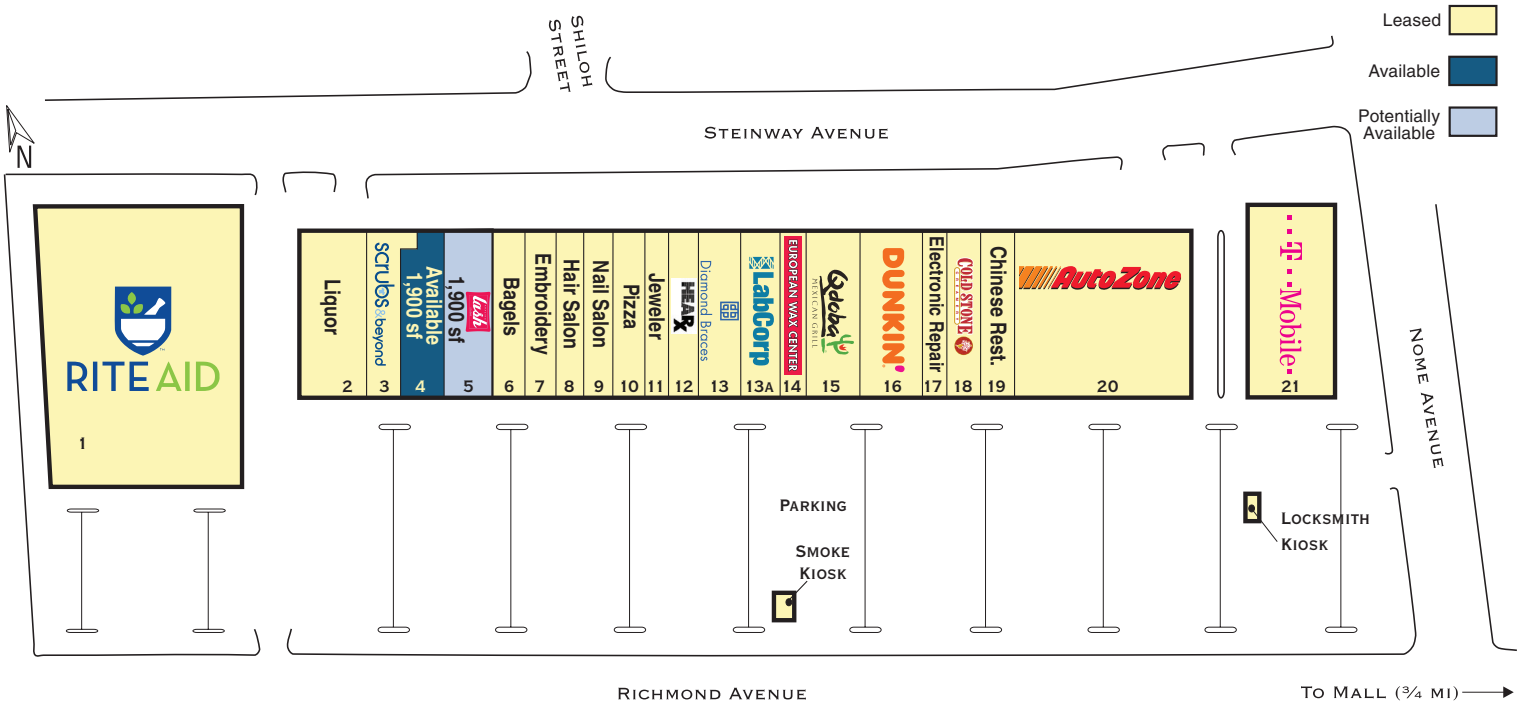 SHILOH
STREET
Leased
Available
Potentially
Available
STEINWAY AVENUE
N
RITE AID
1
Liquor
2
scrubs & beyond
3
Available
1,900 sf
4
lush
1,900 sf
5
Bagels
6
Embroidery
7
Hair Salon
8
Nail Salon
9
Pizza
10
Jeweler
11
HEARx
12
Diamond Braces
13
LabCorp
13A
EUROPEAN WAX CENTER
14
Qdoba
MEXICAN GRILL
15
DUNKIN'
16
Electronic Repair
17
COLD STONE
CREAMERY
18
Chinese Rest.
19
AutoZone
20
T Mobile
21
NOME AVENUE
PARKING
SMOKE
KIOSK
LOCKSMITH
KIOSK
RICHMOND AVENUE
TO MALL (¾ MI)